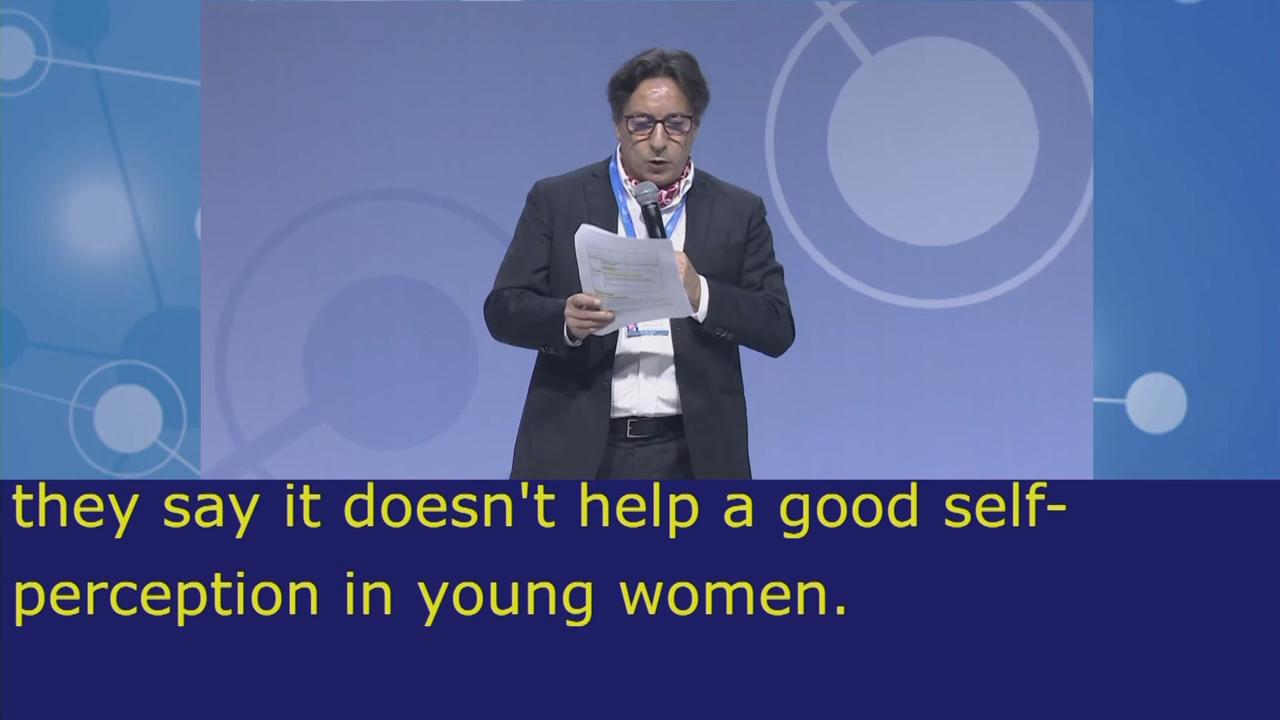 they say it doesn't help a good self-
perception in young women.